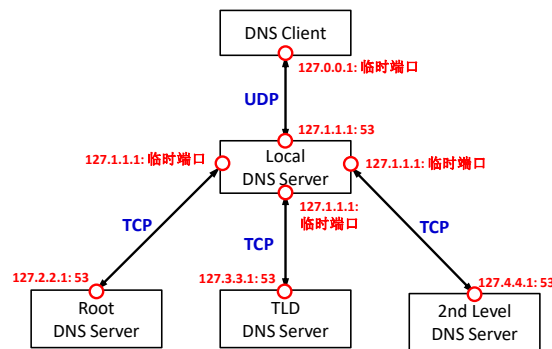 DNS Client
127.0.0.1: 临时端口
UDP
127.1.1.1: 53
127.1.1.1: 临时端口
Local
DNS Server
127.1.1.1: 临时端口
127.1.1.1:
临时端口
TCP
TCP
TCP
127.2.2.1: 53
127.3.3.1: 53
127.4.4.1: 53
Root
DNS Server
TLD
DNS Server
2nd Level
DNS Server